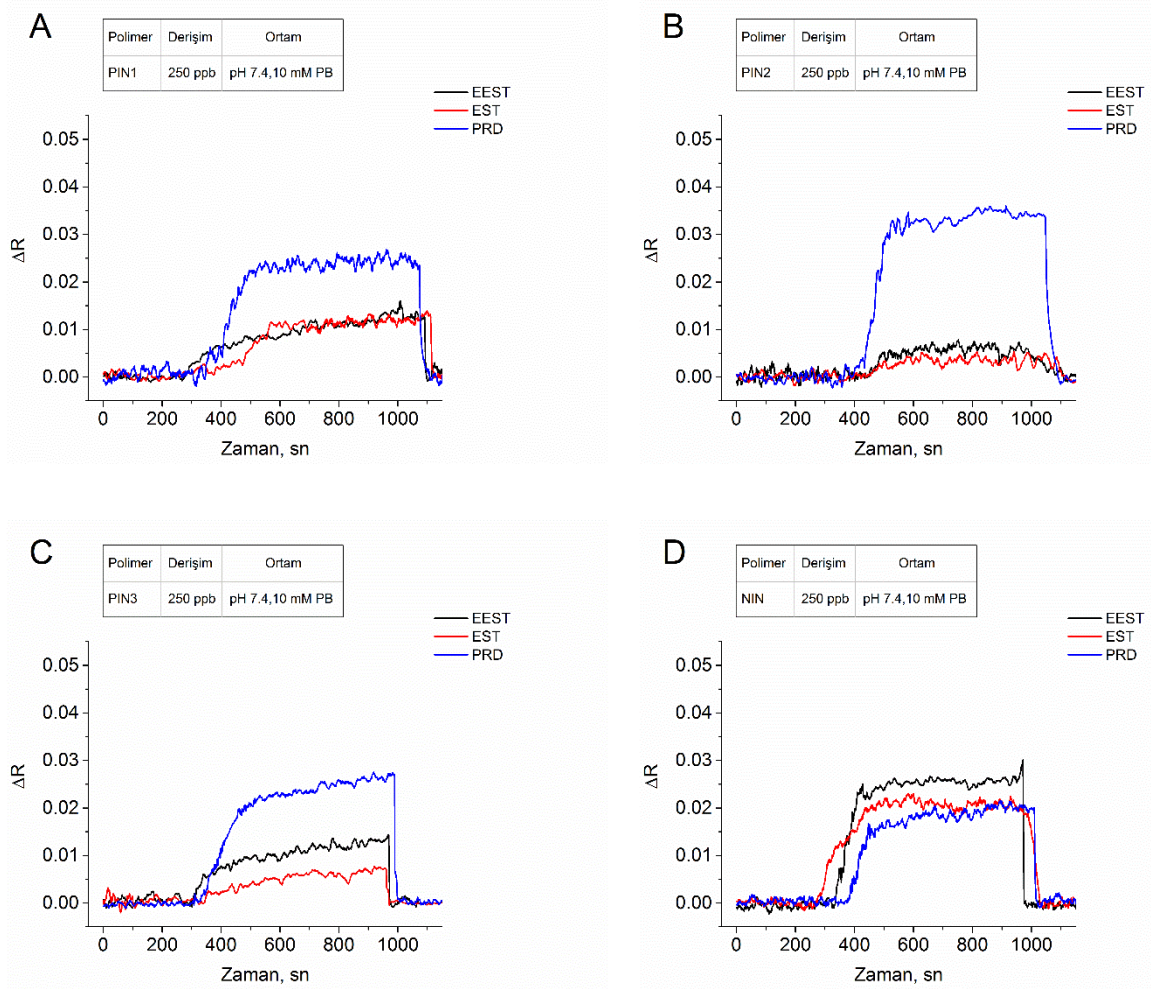 A
Polimer Derişim Ortam
PIN1 250 ppb pH 7.4,10 mM PB
EEST
EST
PRD
0.05
0.04
0.03
0.02
0.01
0.00
ΔR
0 200 400 600 800 1000
Zaman, sn
B
Polimer Derişim Ortam
PIN2 250 ppb pH 7.4,10 mM PB
EEST
EST
PRD
0.05
0.04
0.03
0.02
0.01
0.00
ΔR
0 200 400 600 800 1000
Zaman, sn
C
Polimer Derişim Ortam
PIN3 250 ppb pH 7.4,10 mM PB
EEST
EST
PRD
0.05
0.04
0.03
0.02
0.01
0.00
ΔR
0 200 400 600 800 1000
Zaman, sn
D
Polimer Derişim Ortam
NIN 250 ppb pH 7.4,10 mM PB
EEST
EST
PRD
0.05
0.04
0.03
0.02
0.01
0.00
ΔR
0 200 400 600 800 1000
Zaman, sn